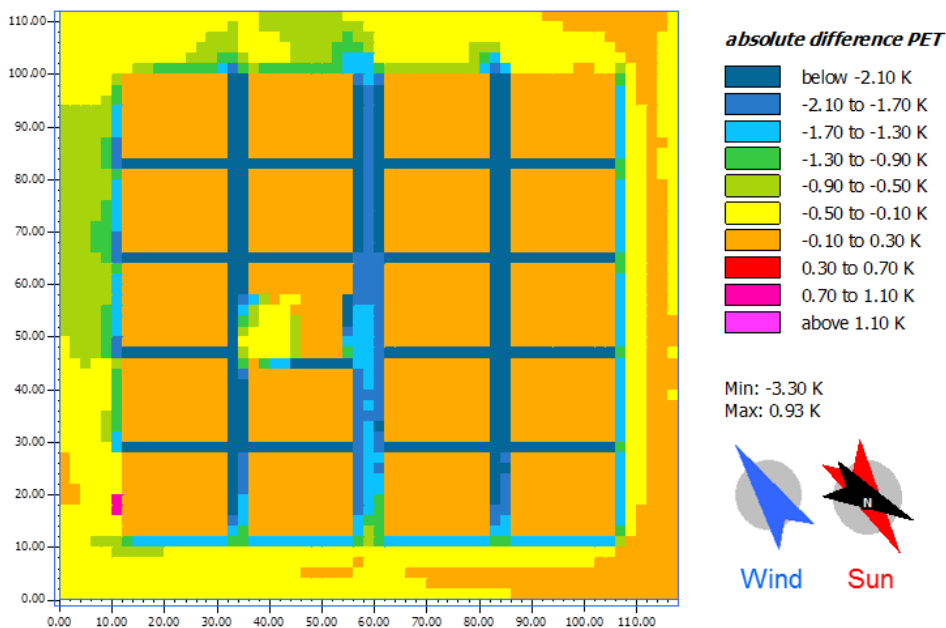 110.00
100.00
90.00
80.00
70.00
60.00
50.00
40.00
30.00
20.00
10.00
0.00
0.00 10.00 20.00 30.00 40.00 50.00 60.00 70.00 80.00 90.00 100.00 110.00
absolute difference PET
below -2.10 K
-2.10 to -1.70 K
-1.70 to -1.30 K
-1.30 to -0.90 K
-0.90 to -0.50 K
-0.50 to -0.10 K
-0.10 to 0.30 K
0.30 to 0.70 K
0.70 to 1.10 K
above 1.10 K
Min: -3.30 K
Max: 0.93 K
N
Wind Sun